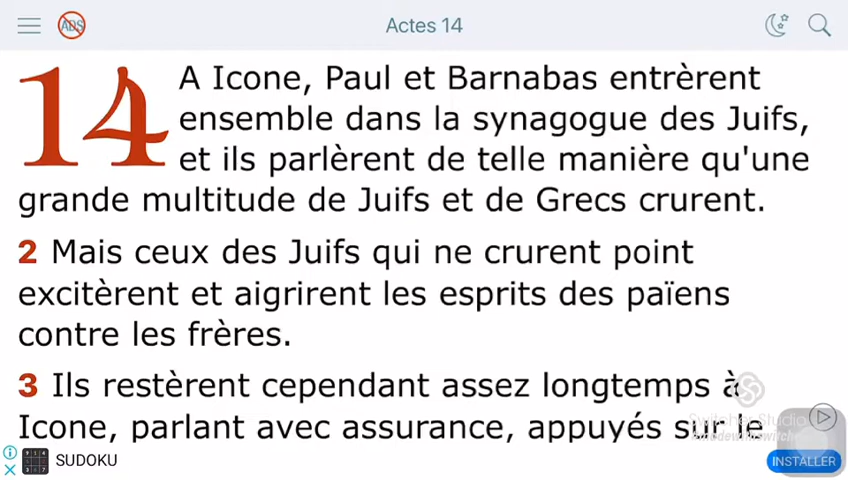 ADS
Actes 14
14 A Icone, Paul et Barnabas entrèrent
ensemble dans la synagogue des Juifs,
et ils parlèrent de telle manière qu'une
grande multitude de Juifs et de Grecs crurent.
2 Mais ceux des Juifs qui ne crurent point
excitèrent et aigrirent les esprits des païens
contre les frères.
3 Ils restèrent cependant assez longtemps à
Icone, parlant avec assurance, appuyés sur le
Switcher Studio
SUDOKU
INSTALLER